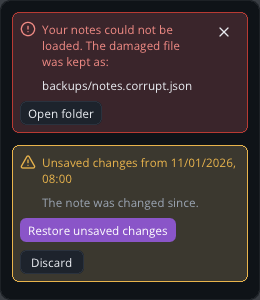 Your notes could not be
loaded. The damaged file
was kept as:
backups/notes.corrupt.json
Open folder
Unsaved changes from 11/01/2026,
08:00
The note was changed since.
Restore unsaved changes
Discard